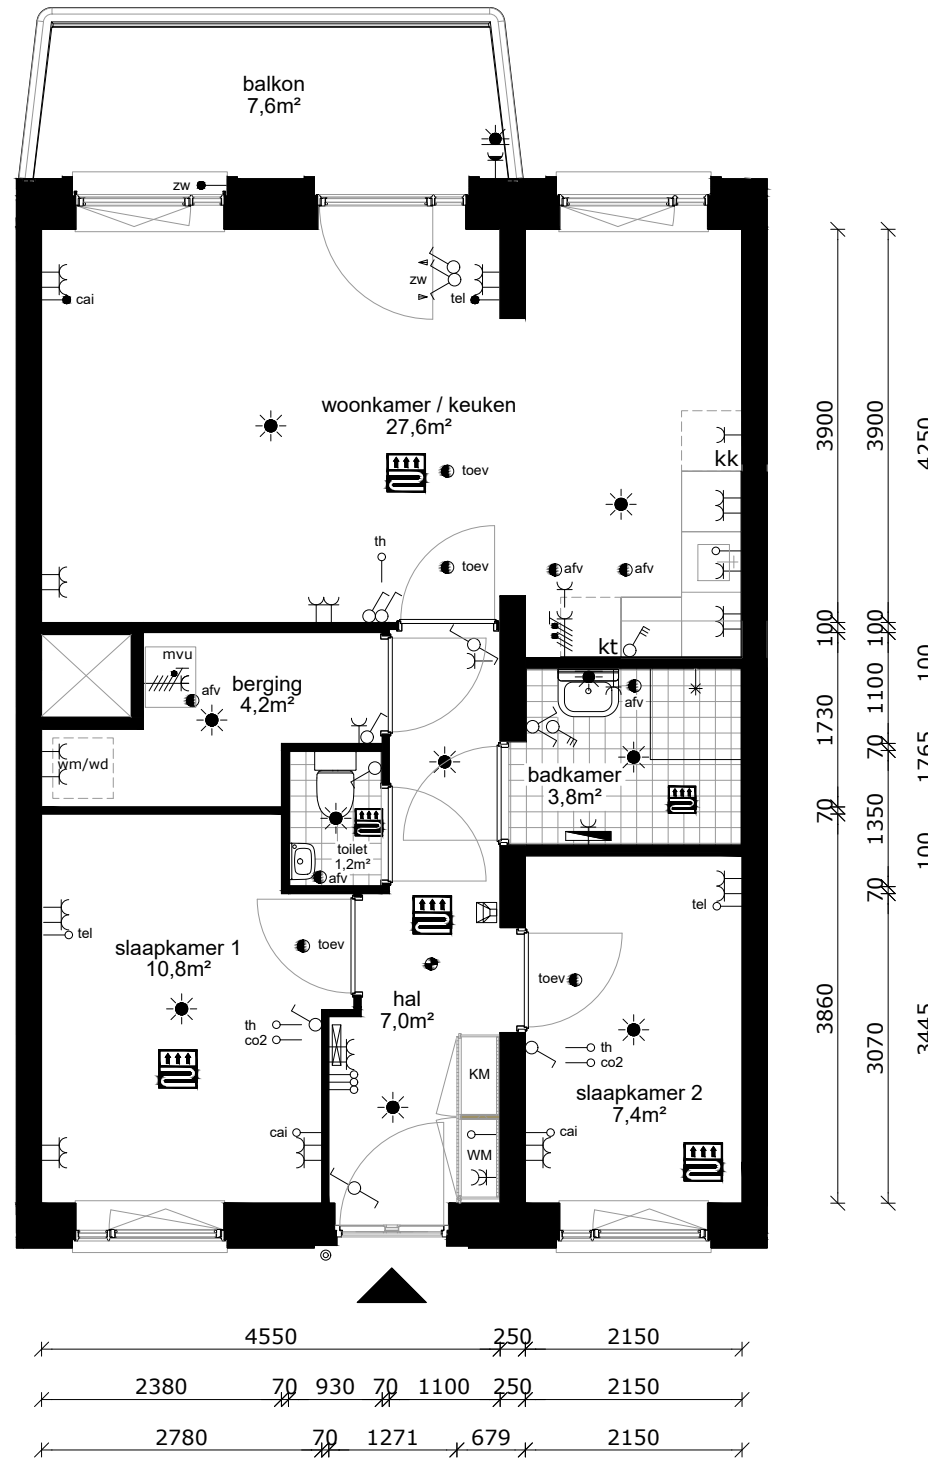 balkon
7,6m²
zw
cai
zw
tel
woonkamer / keuken
27,6m²
toev
kk
th
toev
afv
afv
kt
mvu
afv
berging
4,2m²
wm/wd
afv
badkamer
3,8m²
toilet
1,2m²
afv
tel
tel
slaapkamer 1
10,8m²
toev
toev
hal
7,0m²
th
co2
th
co2
KM
slaapkamer 2
7,4m²
cai
cai
WM
3900
100
1730
70
3860
3900
100
1100
70
1350
70
3070
4250
100
1765
100
3445
4550
250
2150
2380
70
930
70
1100
250
2150
2780
70
1271
679
2150